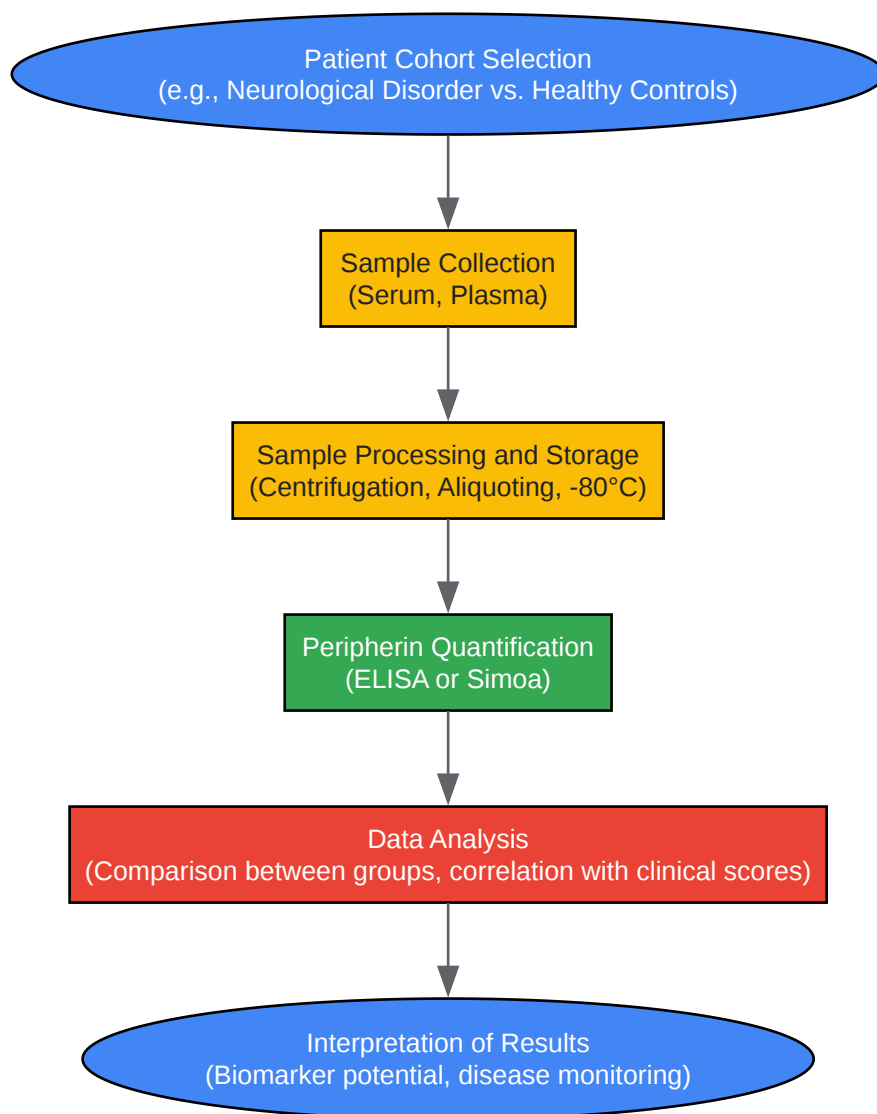 Patient Cohort Selection
(e.g., Neurological Disorder vs. Healthy Controls)
Sample Collection
(Serum, Plasma)
Sample Processing and Storage
(Centrifugation, Aliquoting, -80°C)
Peripherin Quantification
(ELISA or Simoa)
Data Analysis
(Comparison between groups, correlation with clinical scores)
Interpretation of Results
(Biomarker potential, disease monitoring)